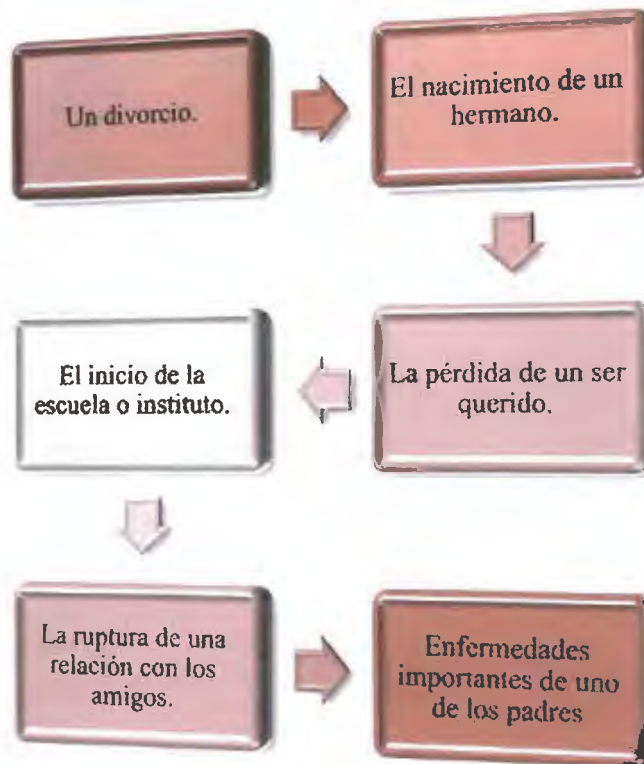 Un divorcio.
El nacimiento de un
hermano.
La pérdida de un ser
querido.
El inicio de la
escuela o instituto.
La ruptura de una
relación con los
amigos.
Enfermedades
importantes de uno
de los padres